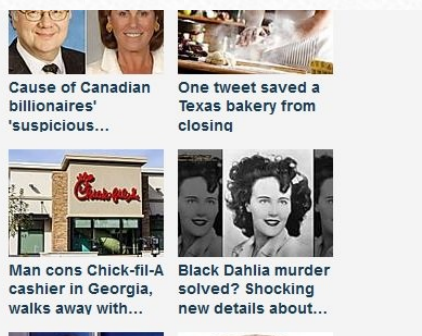 Cause of Canadian
billionaires'
'suspicious...
One tweet saved a
Texas bakery from
closing
Chick-fil-A
Man cons Chick-fil-A
cashier in Georgia,
walks away with...
Black Dahlia murder
solved? Shocking
new details about...